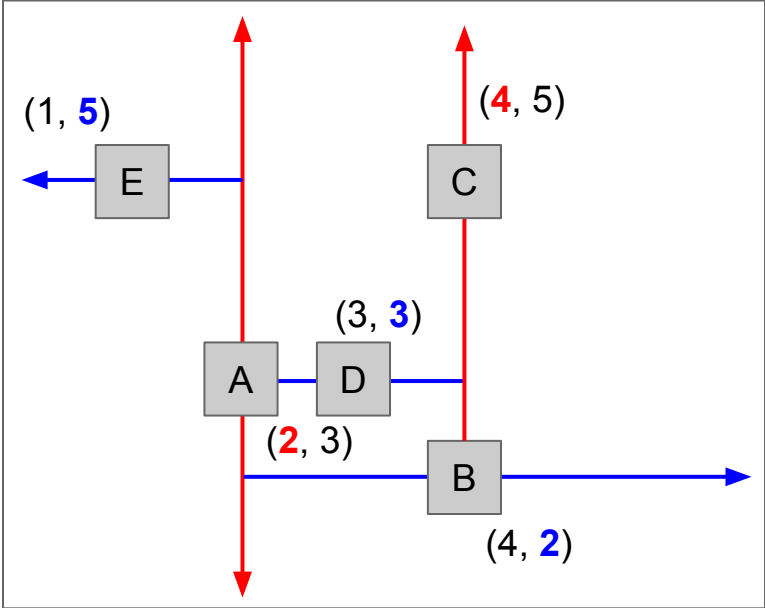 (4, 5)
(1, 5)
E
C
(3, 3)
A
D
(2, 3)
B
(4, 2)